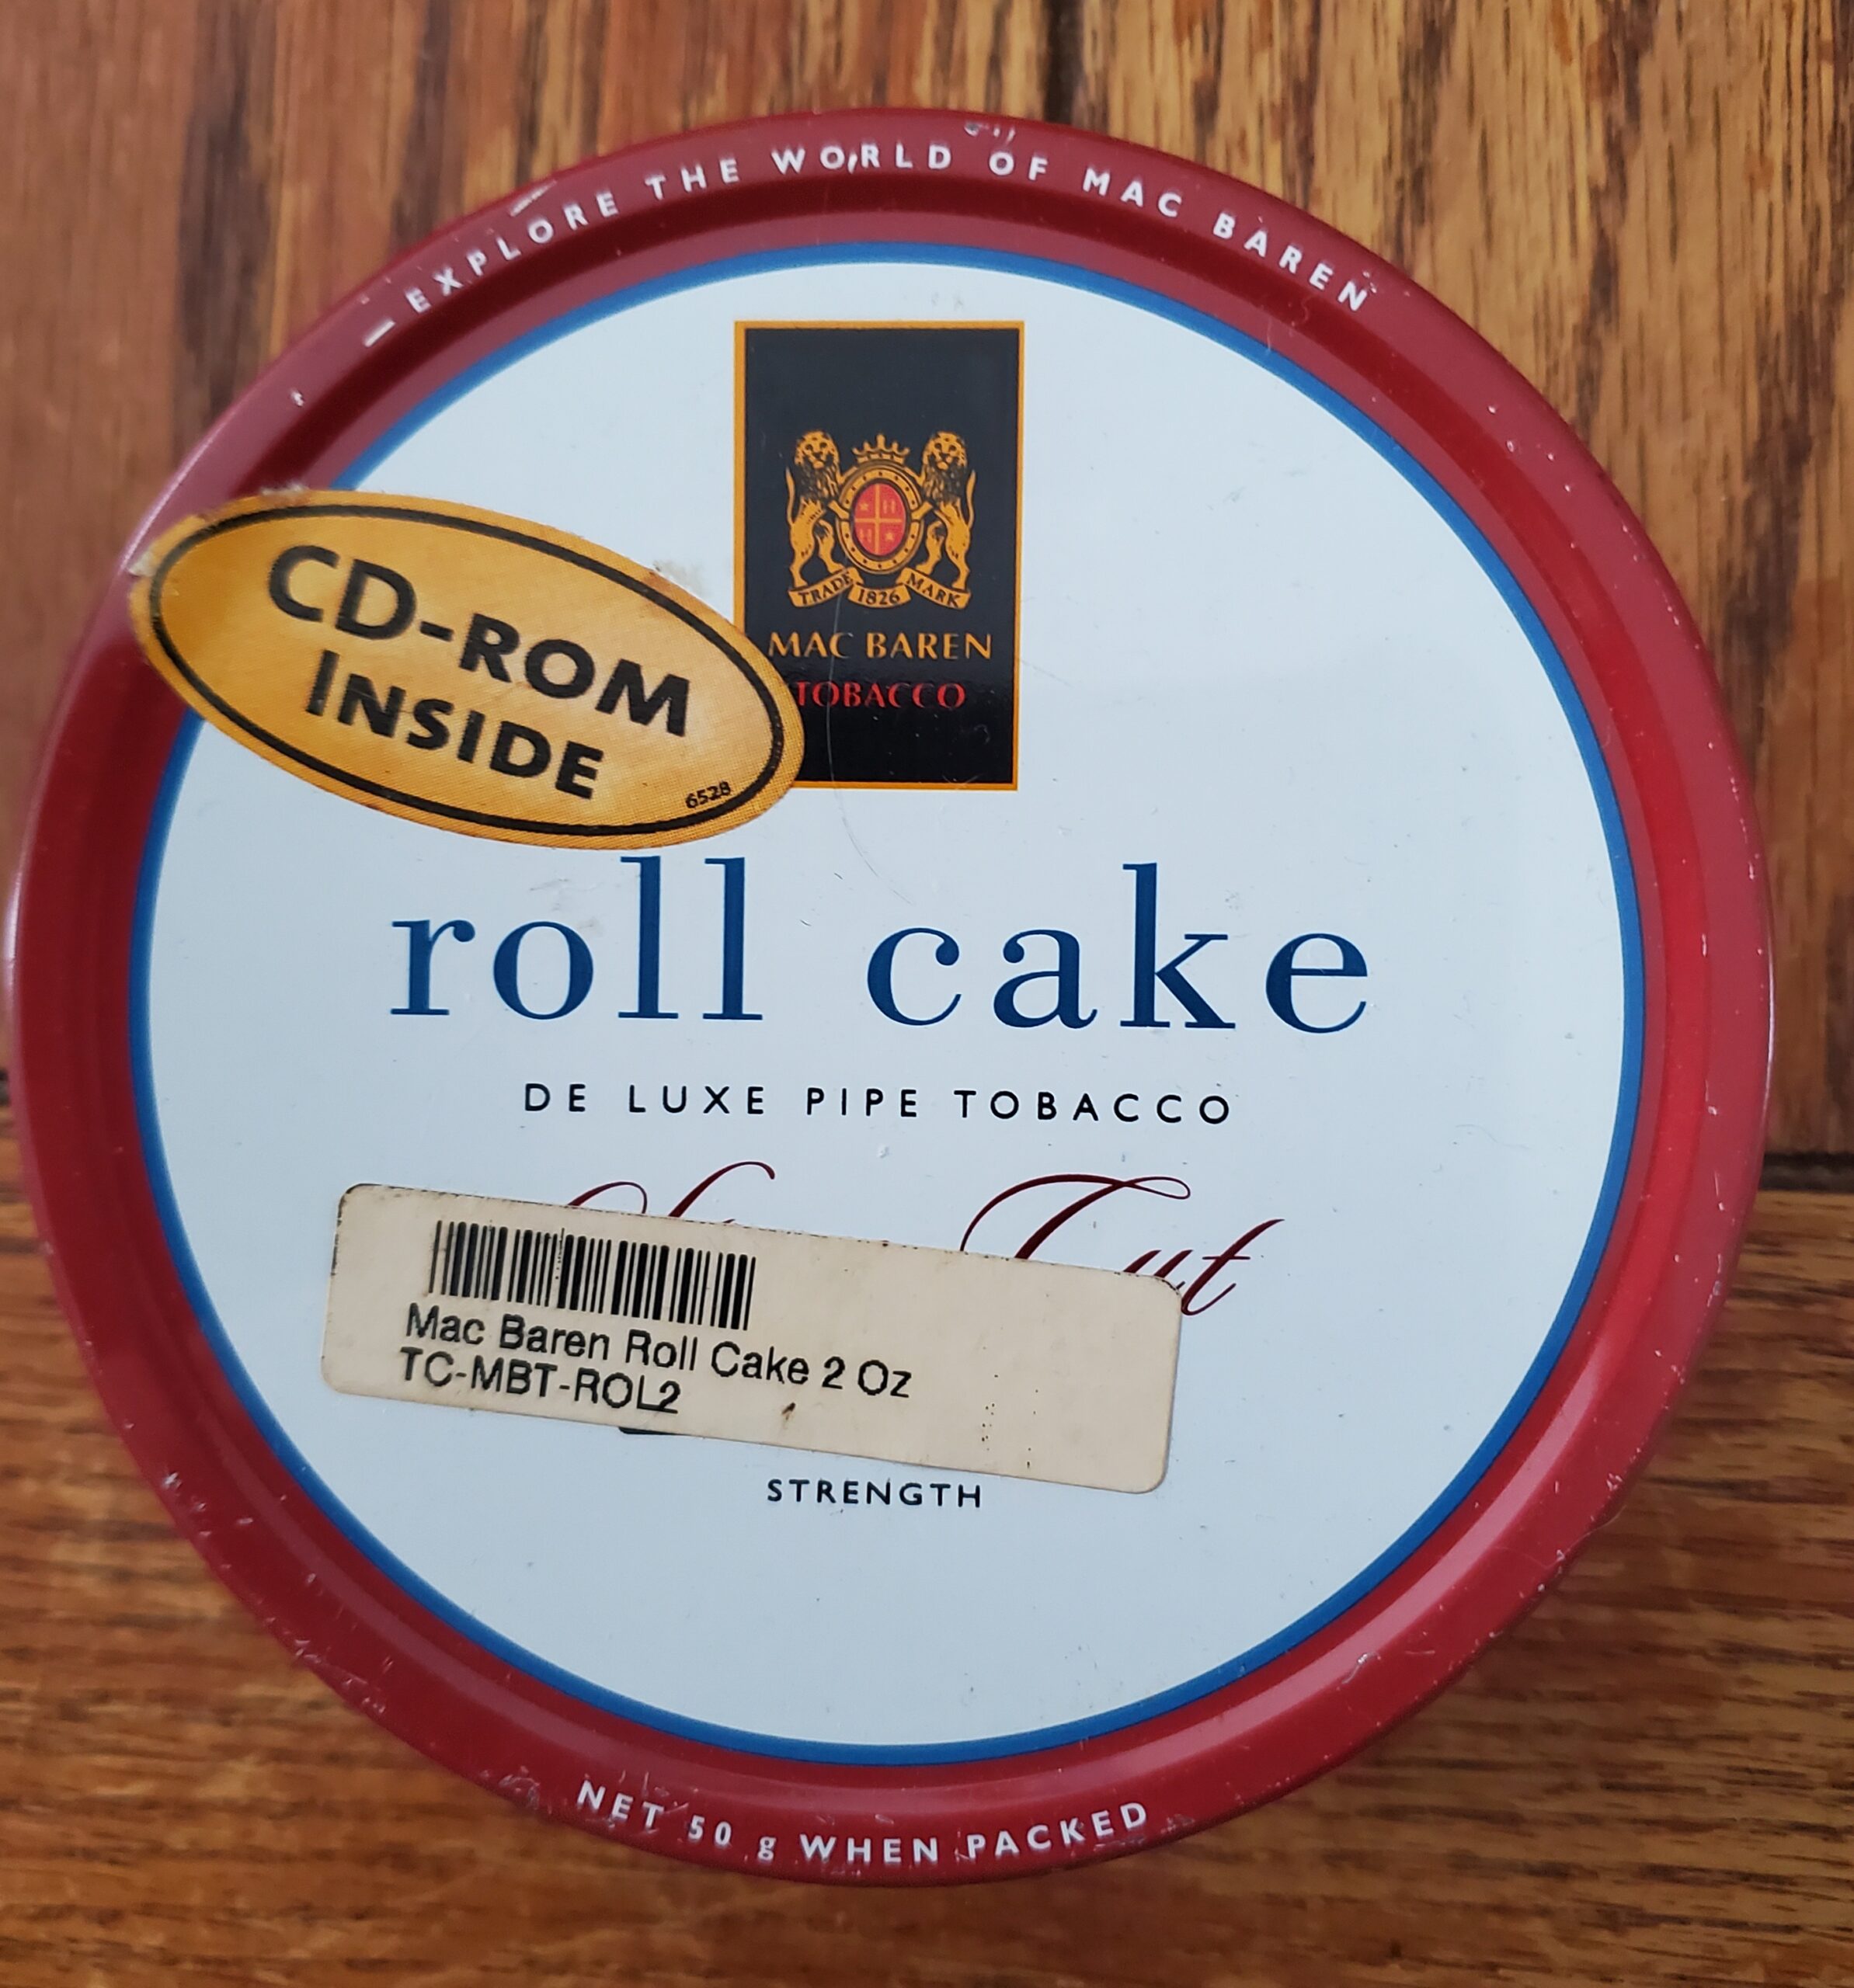 EXPLORE THE WORLD OF MAC BAREN
TRADE 1826 MARK
MAC BAREN
TOBACCO
CD-ROM
INSIDE
6528
roll cake
DE LUXE PIPE TOBACCO
Cut
Mac Baren Roll Cake 2 Oz
TC-MBT-ROL2
STRENGTH
NET 50 g WHEN PACKED